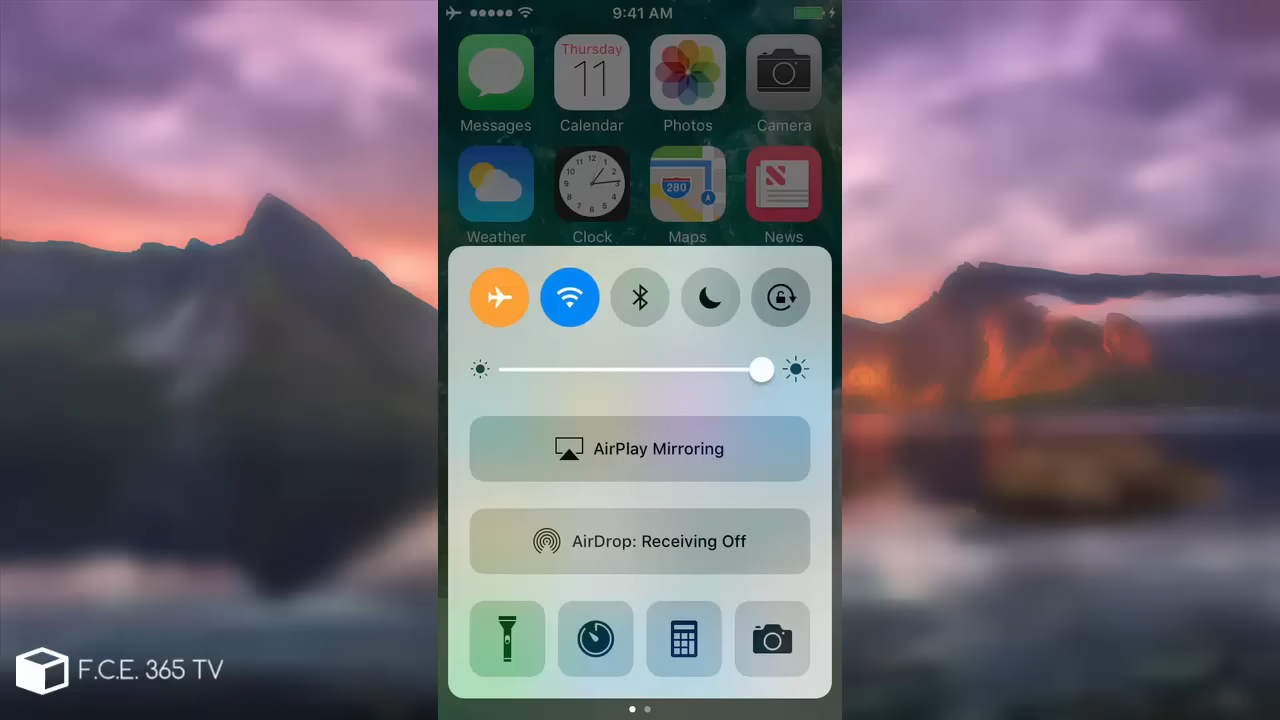 9:41 AM
Thursday
11
Messages Calendar Photos Camera
280
Weather Clock Maps News
AirPlay Mirroring
AirDrop: Receiving Off
F.C.E. 365 TV